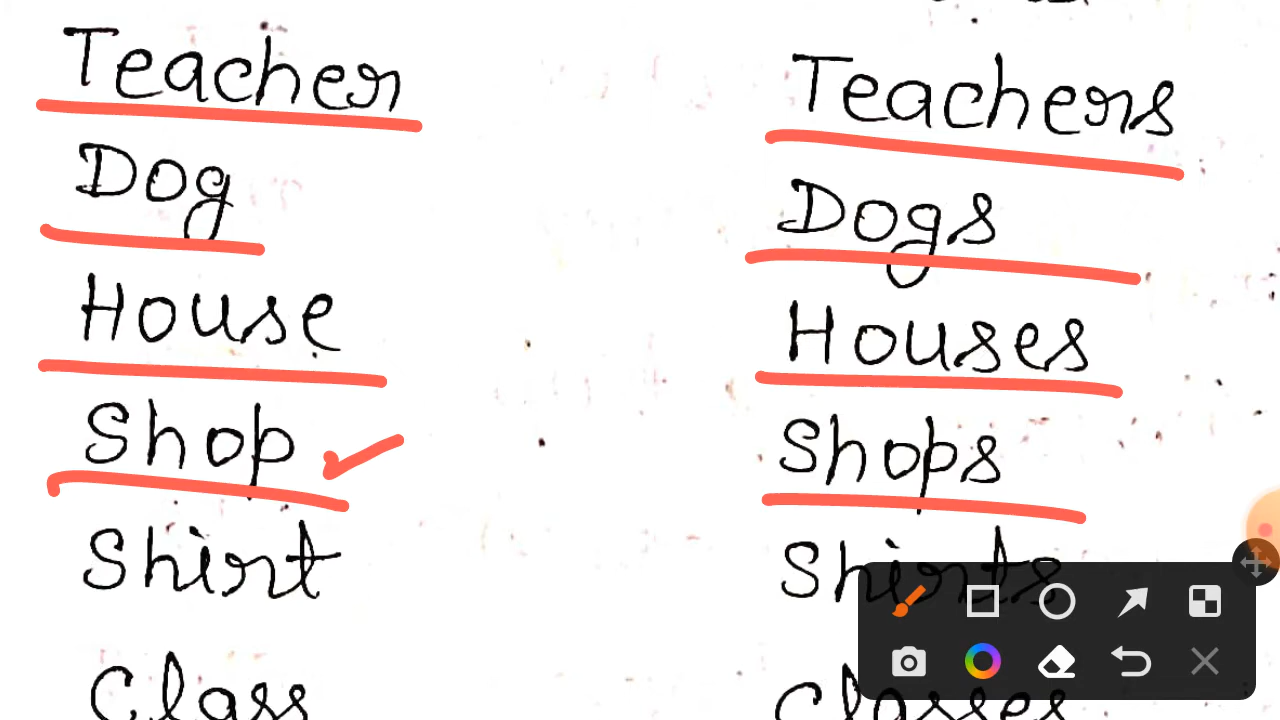 Teacher Teachers
Dog Dogs
House Houses
Shop Shops
Shirt Shirts
Class Classes